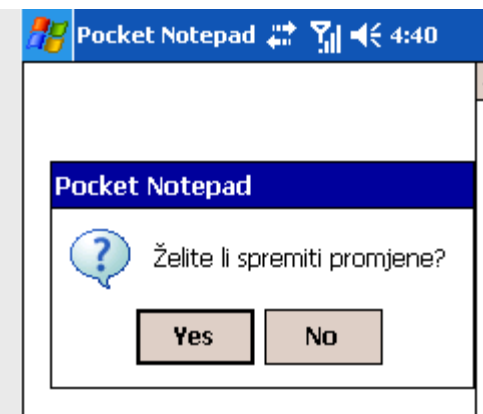 Pocket Notepad 4:40
Pocket Notepad
Želite li spremiti promjene?
Yes No